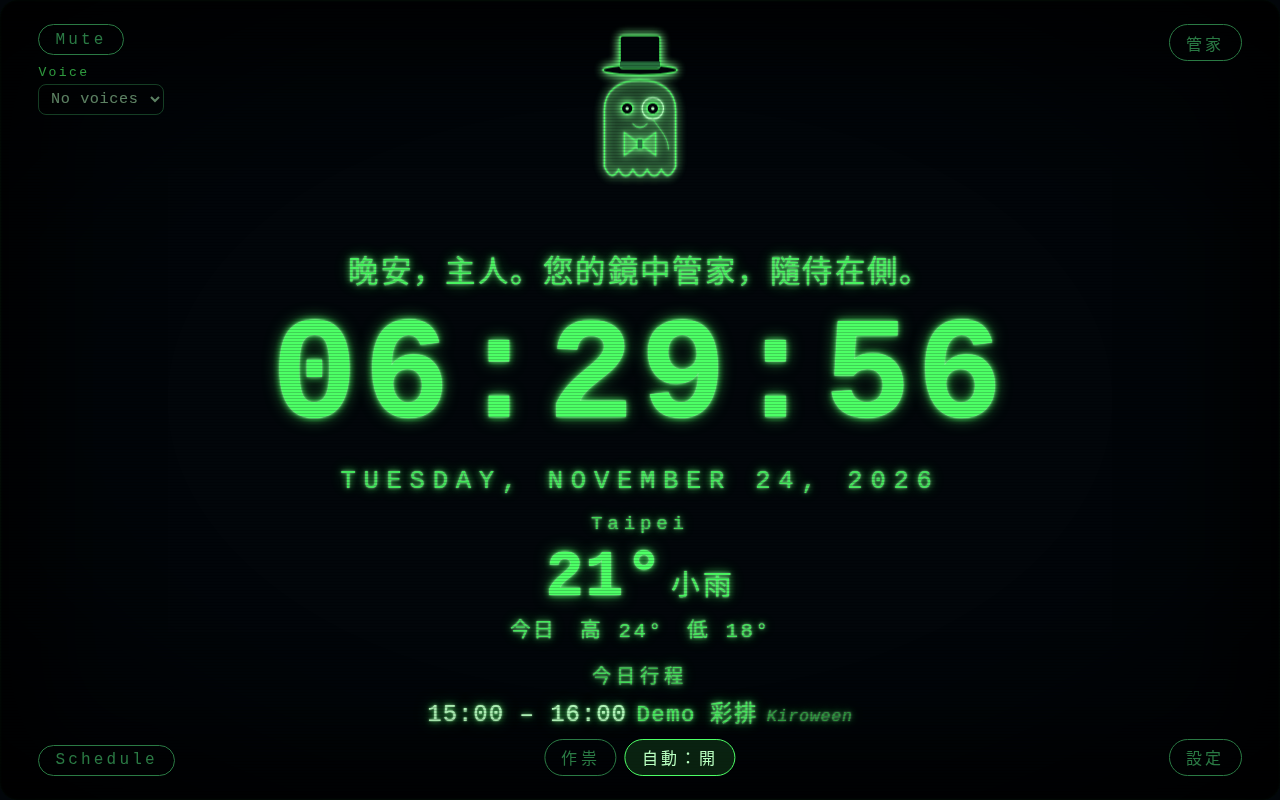 Mute
管家
Voice
No voices
晚安，主人。您的鏡中管家，隨侍在側。
06:29:56
TUESDAY, NOVEMBER 24, 2026
Taipei
21° 小雨
今日 高 24° 低 18°
今日行程
15:00 – 16:00 Demo 彩排 Kiroween
Schedule
作祟
自動：開
設定